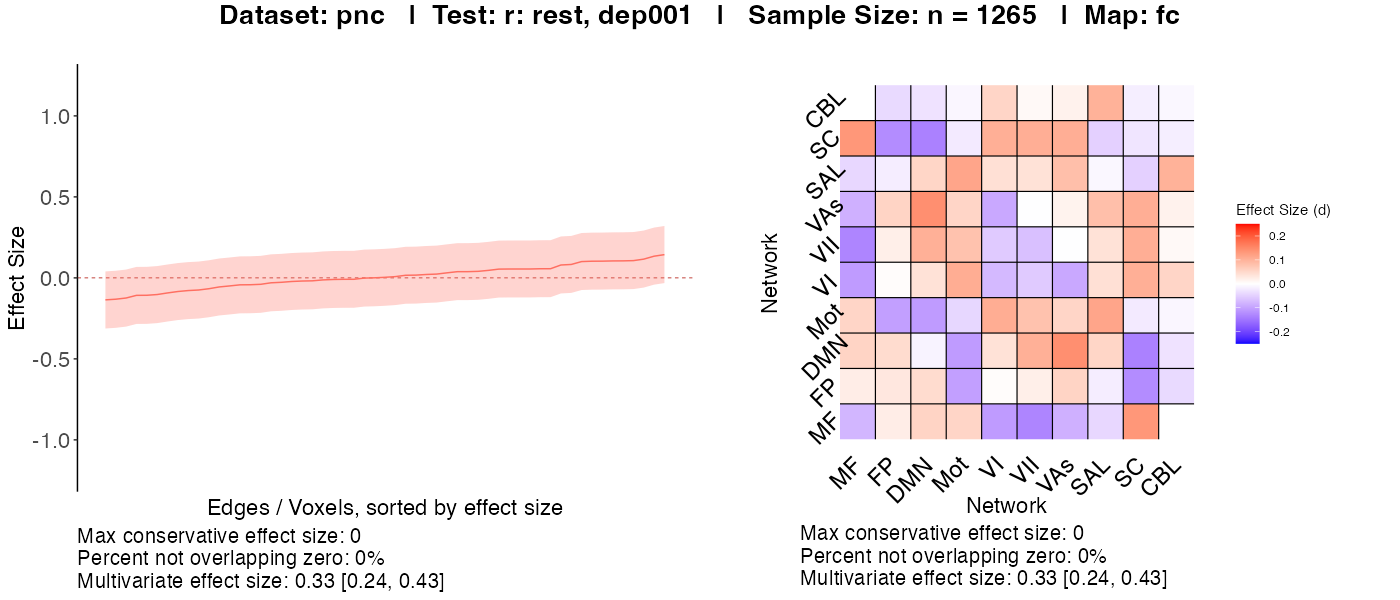 Dataset: pnc | Test: r: rest, dep001 | Sample Size: n = 1265 | Map: fc
Effect Size
1.0
0.5
0.0
-0.5
-1.0
Edges / Voxels, sorted by effect size
Max conservative effect size: 0
Percent not overlapping zero: 0%
Multivariate effect size: 0.33 [0.24, 0.43]
Network
CBL
SC
SAL
VAs
VII
VI
Mot
DMN
FP
MF
MF FP DMN Mot VI VII VAs SAL SC CBL
Network
Max conservative effect size: 0
Percent not overlapping zero: 0%
Multivariate effect size: 0.33 [0.24, 0.43]
Effect Size (d)
0.2
0.1
0.0
-0.1
-0.2